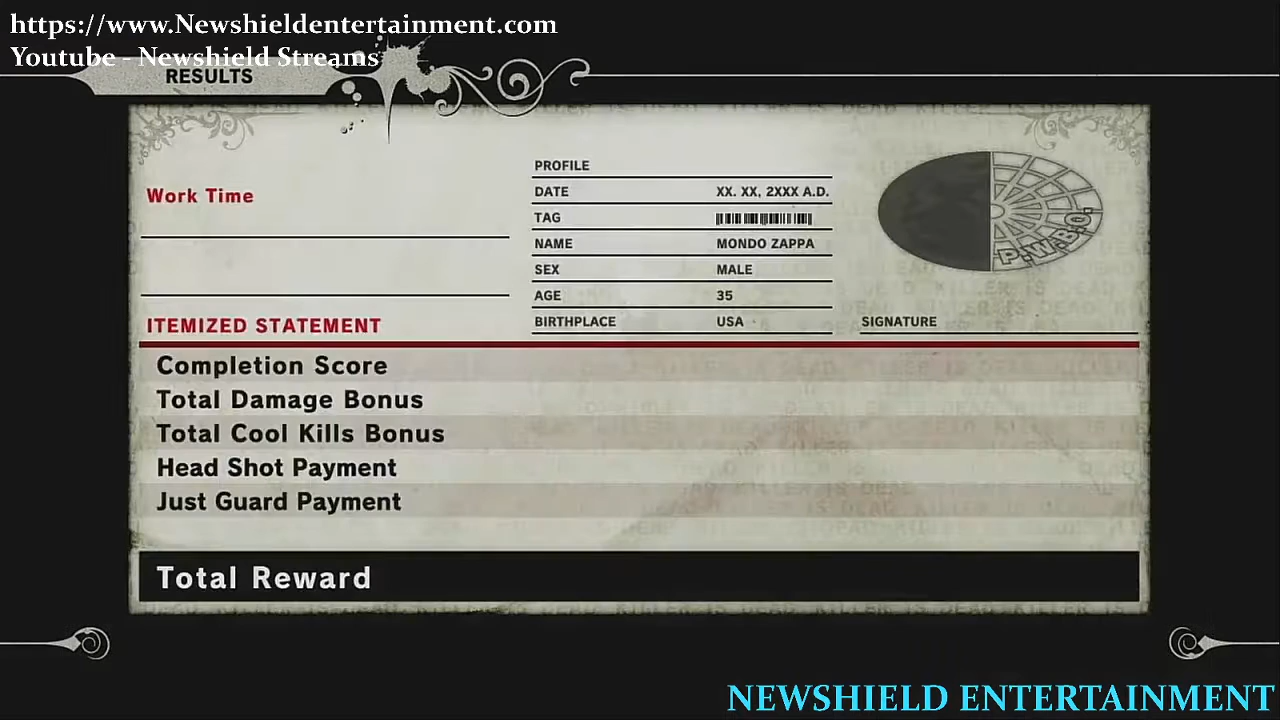 https://www.Newshieldentertainment.com
Youtube - Newshield Streams
RESULTS
Work Time
PROFILE
DATE XX. XX, 2XXX A.D.
TAG
NAME MONDO ZAPPA
SEX MALE
AGE 35
BIRTHPLACE USA
P.W.B.O.
SIGNATURE
ITEMIZED STATEMENT
Completion Score
Total Damage Bonus
Total Cool Kills Bonus
Head Shot Payment
Just Guard Payment
Total Reward
NEWSHIELD ENTERTAINMENT